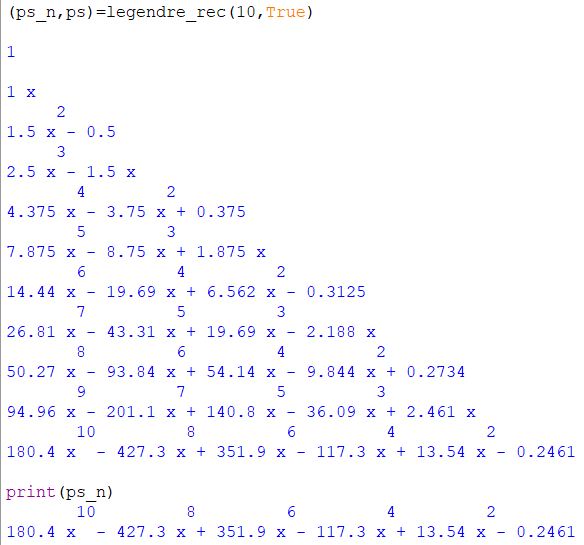 (ps_n,ps)=legendre_rec(10,True)
1
1 x
     2
1.5 x - 0.5
     3
2.5 x - 1.5 x
       4        2
4.375 x - 3.75 x + 0.375
       5        3
7.875 x - 8.75 x + 1.875 x
       6         4         2
14.44 x - 19.69 x + 6.562 x - 0.3125
       7         5         3
26.81 x - 43.31 x + 19.69 x - 2.188 x
       8         6         4         2
50.27 x - 93.84 x + 54.14 x - 9.844 x + 0.2734
       9         7         5         3
94.96 x - 201.1 x + 140.8 x - 36.09 x + 2.461 x
       10         8         6         4         2
180.4 x  - 427.3 x + 351.9 x - 117.3 x + 13.54 x - 0.2461
print(ps_n)
       10         8         6         4         2
180.4 x  - 427.3 x + 351.9 x - 117.3 x + 13.54 x - 0.2461